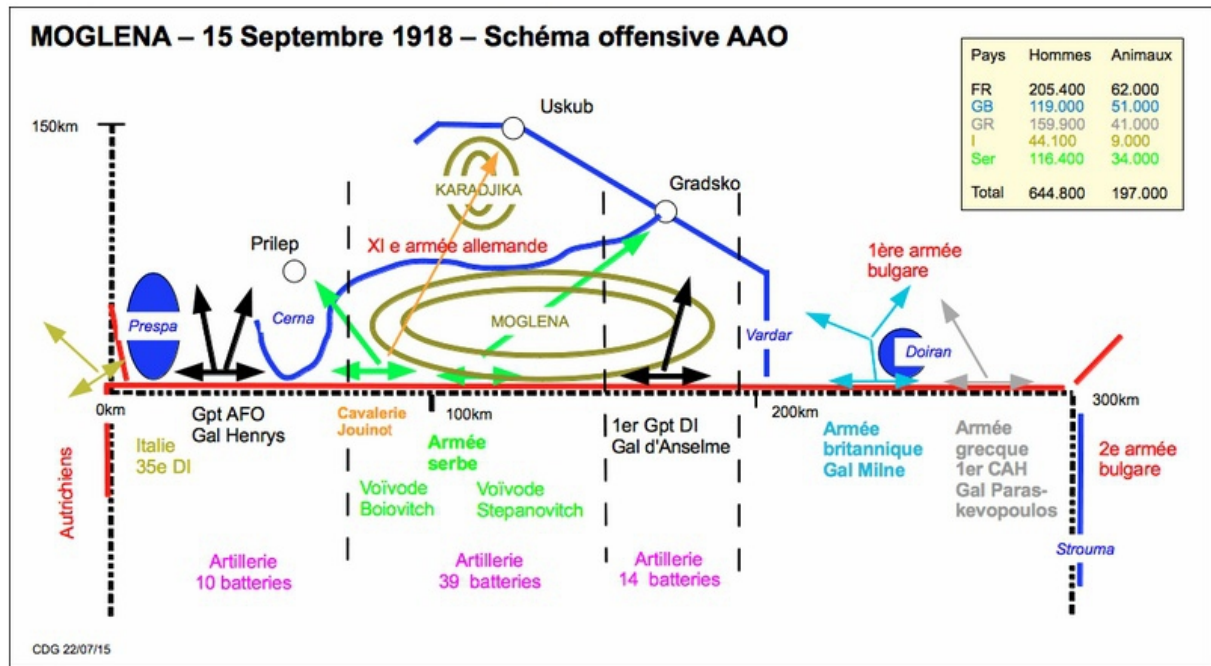 MOGLENA – 15 Septembre 1918 – Schéma offensive AAO
Pays Hommes Animaux
FR 205.400 62.000
GB 119.000 51.000
GR 159.900 41.000
I 44.100 9.000
Ser 116.400 34.000
Total 644.800 197.000
150km
Uskub
KARADJIKA
Gradsko
Prilep
XI e armée allemande
1ère armée
bulgare
Prespa
Cerna
MOGLENA
Vardar
Doiran
0km
100km
200km
300km
Autrichiens
Italie
35e DI
Gpt AFO
Gal Henrys
Cavalerie
Jouinot
Armée
serbe
Voïvode
Boiovitch
Voïvode
Stepanovitch
1er Gpt DI
Gal d'Anselme
Armée
britannique
Gal Milne
Armée
grecque
1er CAH
Gal Paras-
kevopoulos
2e armée
bulgare
Strouma
Artillerie
10 batteries
Artillerie
39 batteries
Artillerie
14 batteries
CDG 22/07/15